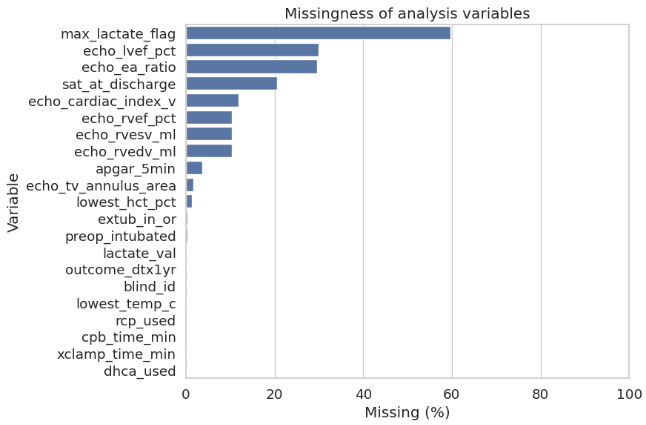 Missingness of analysis variables
max_lactate_flag
echo_lvef_pct
echo_ea_ratio
sat_at_discharge
echo_cardiac_index_v
echo_rvef_pct
echo_rvesv_ml
echo_rvedv_ml
apgar_5min
echo_tv_annulus_area
lowest_hct_pct
extub_in_or
preop_intubated
lactate_val
outcome_dtx1yr
blind_id
lowest_temp_c
rcp_used
cpb_time_min
xclamp_time_min
dhca_used
Variable
0 20 40 60 80 100
Missing (%)